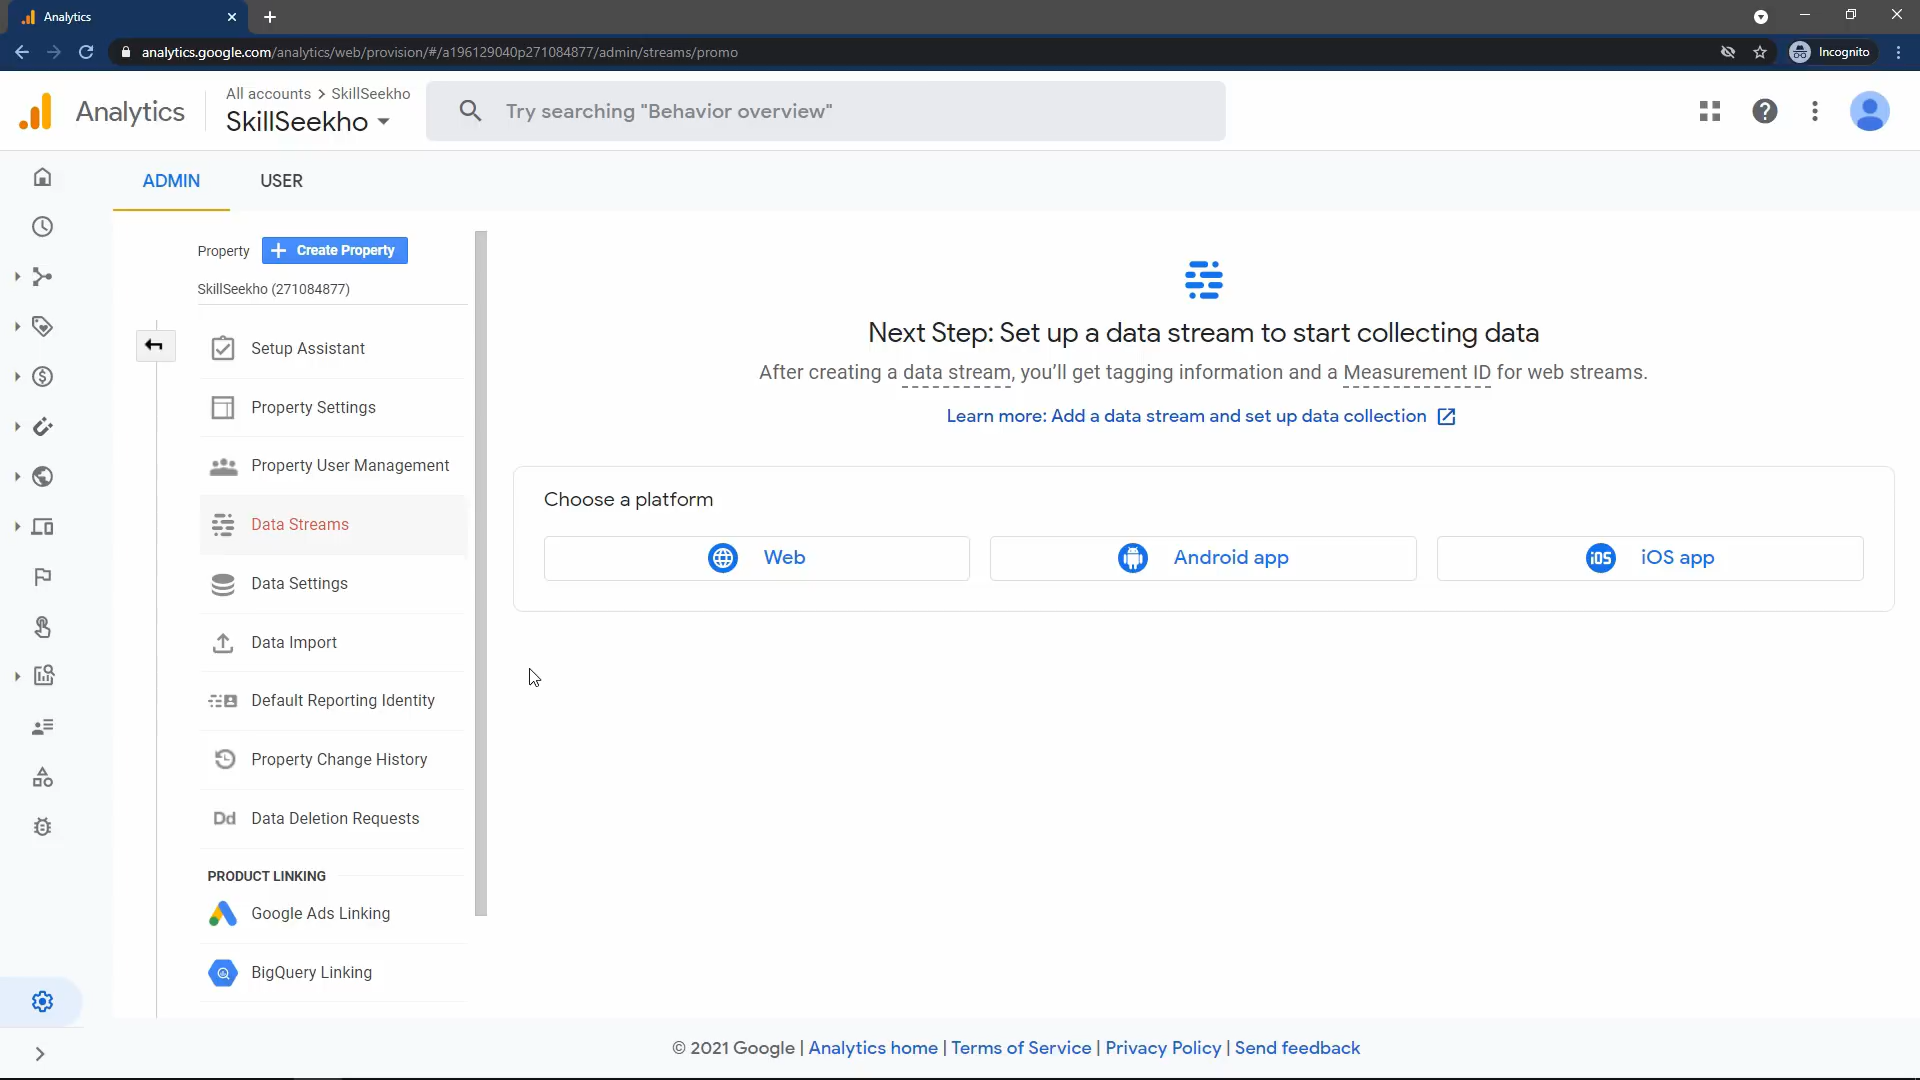 Analytics
analytics.google.com/analytics/web/provision/#/a196129040p271084877/admin/streams/promo
Incognito
Analytics
All accounts > SkillSeekho
SkillSeekho
Try searching "Behavior overview"
ADMIN
USER
Property
+ Create Property
SkillSeekho (271084877)
Setup Assistant
Property Settings
Property User Management
Data Streams
Data Settings
Data Import
Default Reporting Identity
Property Change History
Dd Data Deletion Requests
PRODUCT LINKING
Google Ads Linking
BigQuery Linking
Next Step: Set up a data stream to start collecting data
After creating a data stream, you'll get tagging information and a Measurement ID for web streams.
Learn more: Add a data stream and set up data collection
Choose a platform
Web
Android app
iOS iOS app
© 2021 Google | Analytics home | Terms of Service | Privacy Policy | Send feedback